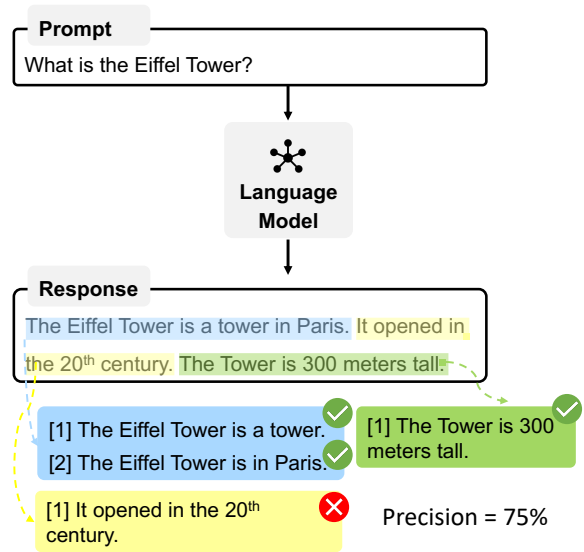 Prompt
What is the Eiffel Tower?
Language
Model
Response
The Eiffel Tower is a tower in Paris. It opened in
the 20th century. The Tower is 300 meters tall.
[1] The Eiffel Tower is a tower.
[2] The Eiffel Tower is in Paris.
[1] The Tower is 300
meters tall.
[1] It opened in the 20th
century.
Precision = 75%